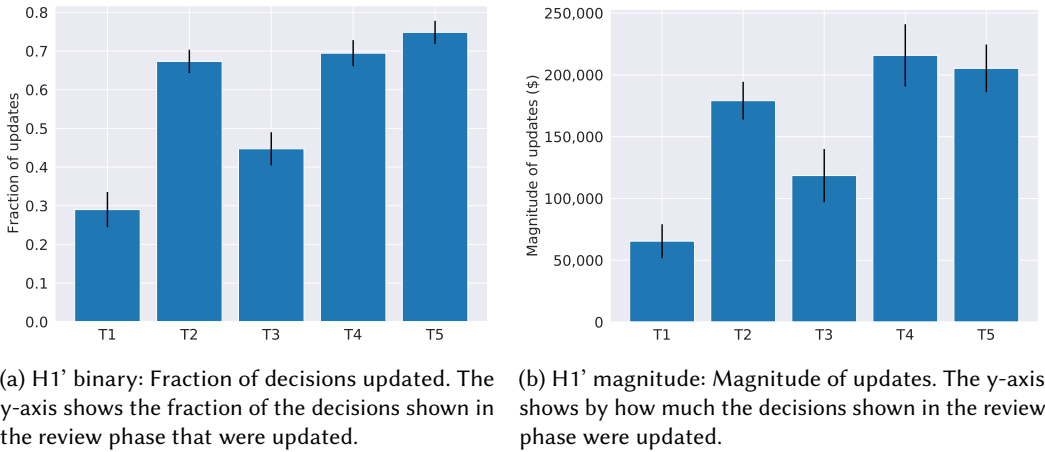 0.8
0.7
0.6
0.5
0.4
0.3
0.2
0.1
0.0
Fraction of updates
T1 T2 T3 T4 T5
250,000
200,000
150,000
100,000
50,000
0
Magnitude of updates ($)
T1 T2 T3 T4 T5
(a) H1’ binary: Fraction of decisions updated. The
y-axis shows the fraction of the decisions shown in
the review phase that were updated.
(b) H1’ magnitude: Magnitude of updates. The y-axis
shows by how much the decisions shown in the review
phase were updated.